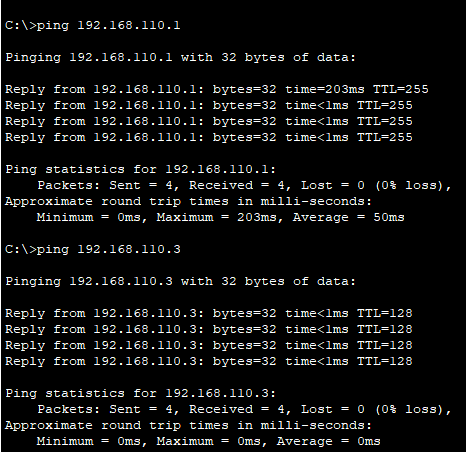 C:\>ping 192.168.110.1
Pinging 192.168.110.1 with 32 bytes of data:
Reply from 192.168.110.1: bytes=32 time=203ms TTL=255
Reply from 192.168.110.1: bytes=32 time<1ms TTL=255
Reply from 192.168.110.1: bytes=32 time<1ms TTL=255
Reply from 192.168.110.1: bytes=32 time<1ms TTL=255
Ping statistics for 192.168.110.1:
    Packets: Sent = 4, Received = 4, Lost = 0 (0% loss),
Approximate round trip times in milli-seconds:
    Minimum = 0ms, Maximum = 203ms, Average = 50ms
C:\>ping 192.168.110.3
Pinging 192.168.110.3 with 32 bytes of data:
Reply from 192.168.110.3: bytes=32 time<1ms TTL=128
Reply from 192.168.110.3: bytes=32 time<1ms TTL=128
Reply from 192.168.110.3: bytes=32 time<1ms TTL=128
Reply from 192.168.110.3: bytes=32 time<1ms TTL=128
Ping statistics for 192.168.110.3:
    Packets: Sent = 4, Received = 4, Lost = 0 (0% loss),
Approximate round trip times in milli-seconds:
    Minimum = 0ms, Maximum = 0ms, Average = 0ms